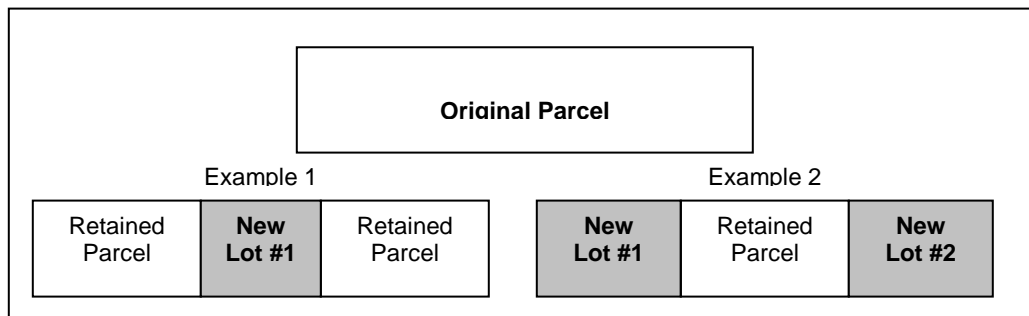 Original Parcel
Example 1
Example 2
Retained Parcel
New Lot #1
Retained Parcel
New Lot #1
Retained Parcel
New Lot #2